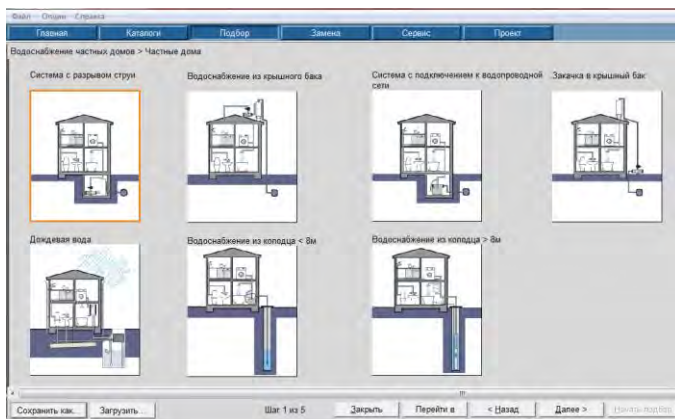 Файл Опции Справка
Главная Каталоги Подбор Замена Сервис Проект
Водоснабжение частных домов > Частные дома
Система с разрывом струи
Водоснабжение из крышного бака
Система с подключением к водопроводной
сети
Закачка в крышный бак
Дождевая вода
Водоснабжение из колодца < 8м
Водоснабжение из колодца > 8м
Сохранить как... Загрузить... Шаг 1 из 5 Закрыть Перейти в < Назад Далее > Начать подбор